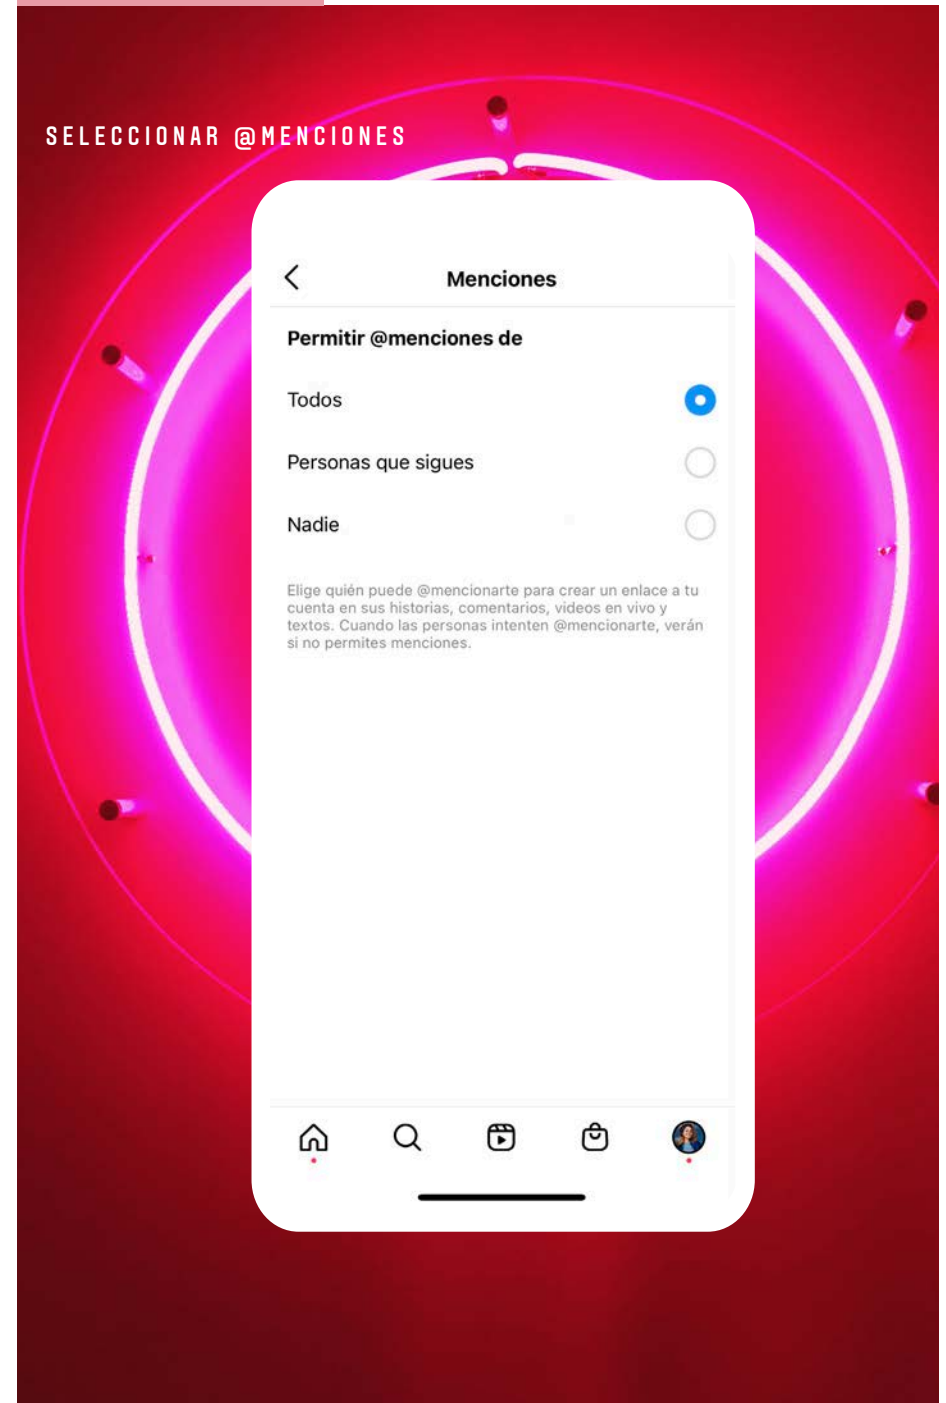 SELECCIONAR @MENCIONES
Menciones
Permitir @menciones de
Todos
Personas que sigues
Nadie
Elige quién puede @mencionarte para crear un enlace a tu
cuenta en sus historias, comentarios, videos en vivo y
textos. Cuando las personas intenten @mencionarte, verán
si no permites menciones.